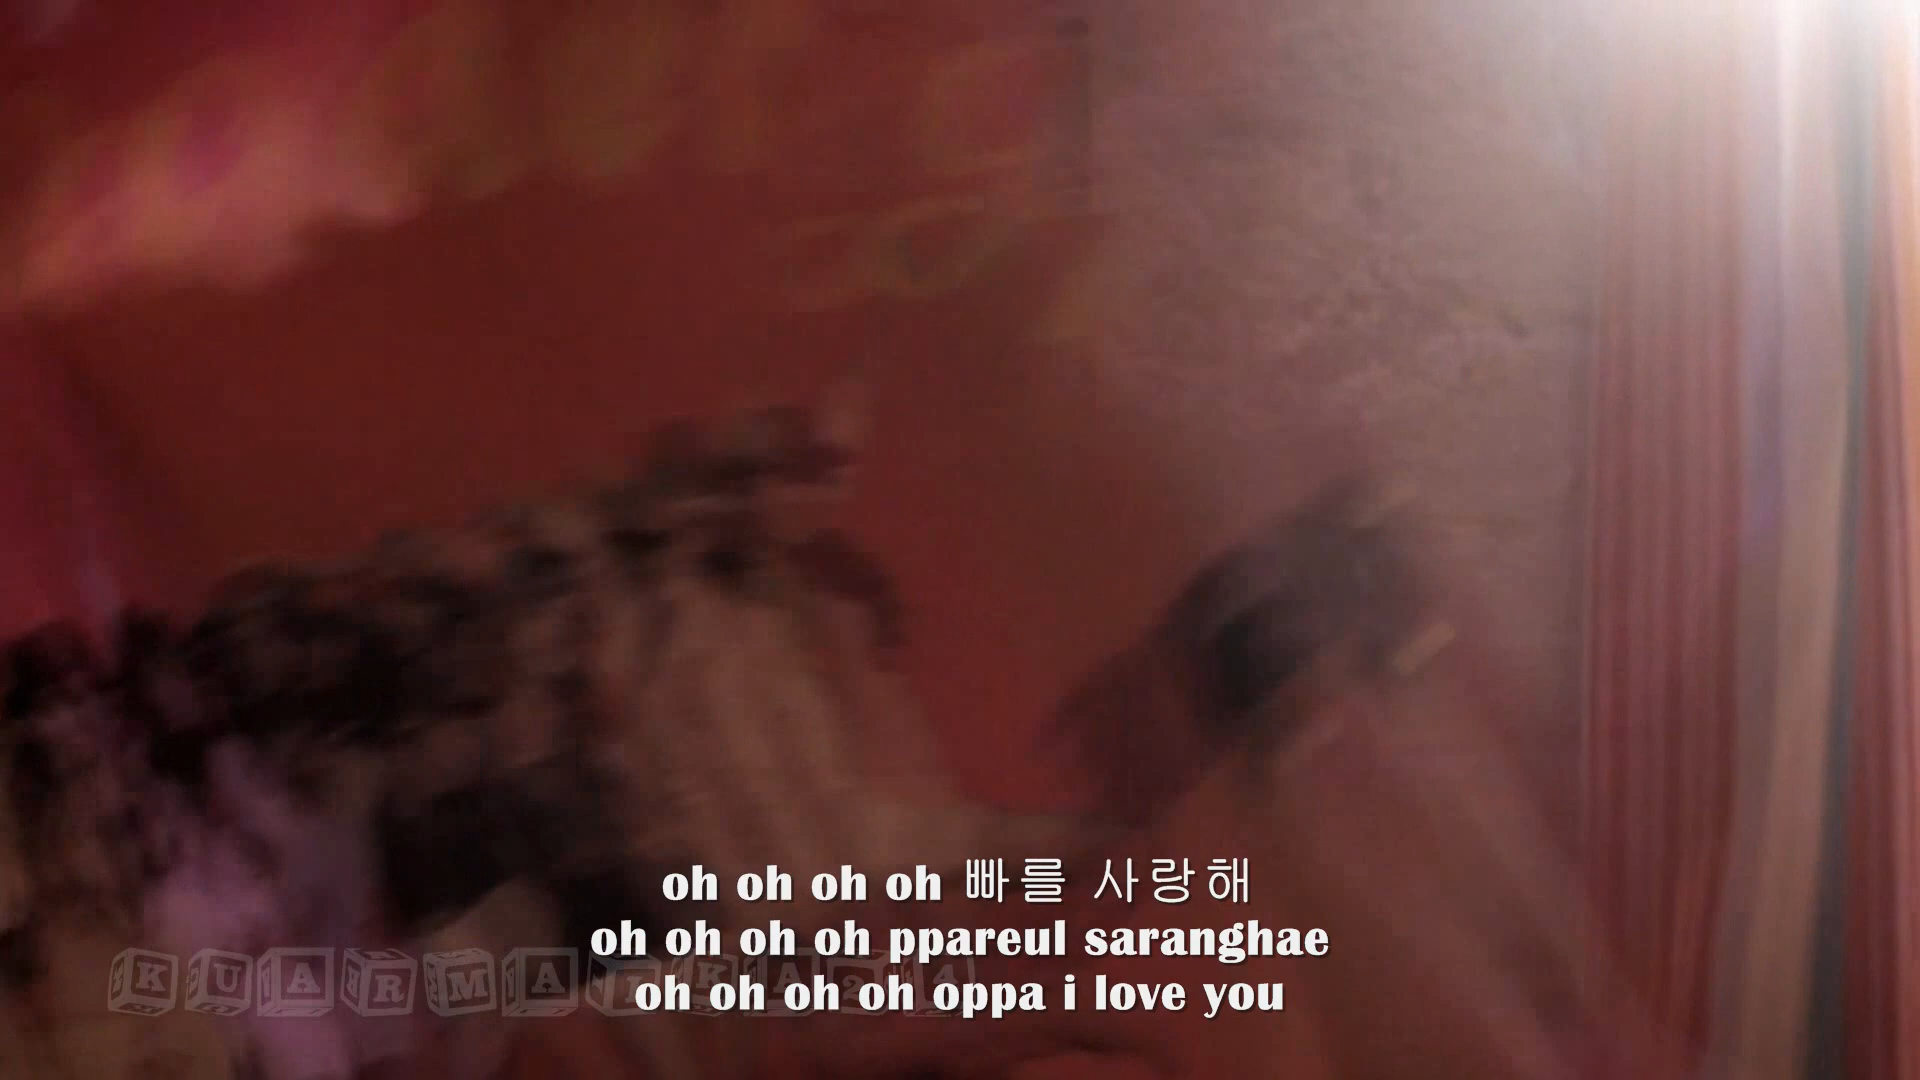 oh oh oh oh 빠를 사랑해
oh oh oh oh ppareul saranghae
oh oh oh oh oppa i love you